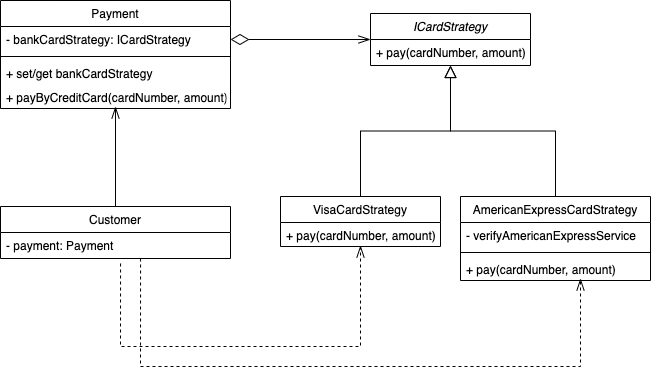 Payment
- bankCardStrategy: ICardStrategy
+ set/get bankCardStrategy
+ payByCreditCard(cardNumber, amount)
ICardStrategy
+ pay(cardNumber, amount)
Customer
- payment: Payment
VisaCardStrategy
+ pay(cardNumber, amount)
AmericanExpressCardStrategy
- verifyAmericanExpressService
+ pay(cardNumber, amount)